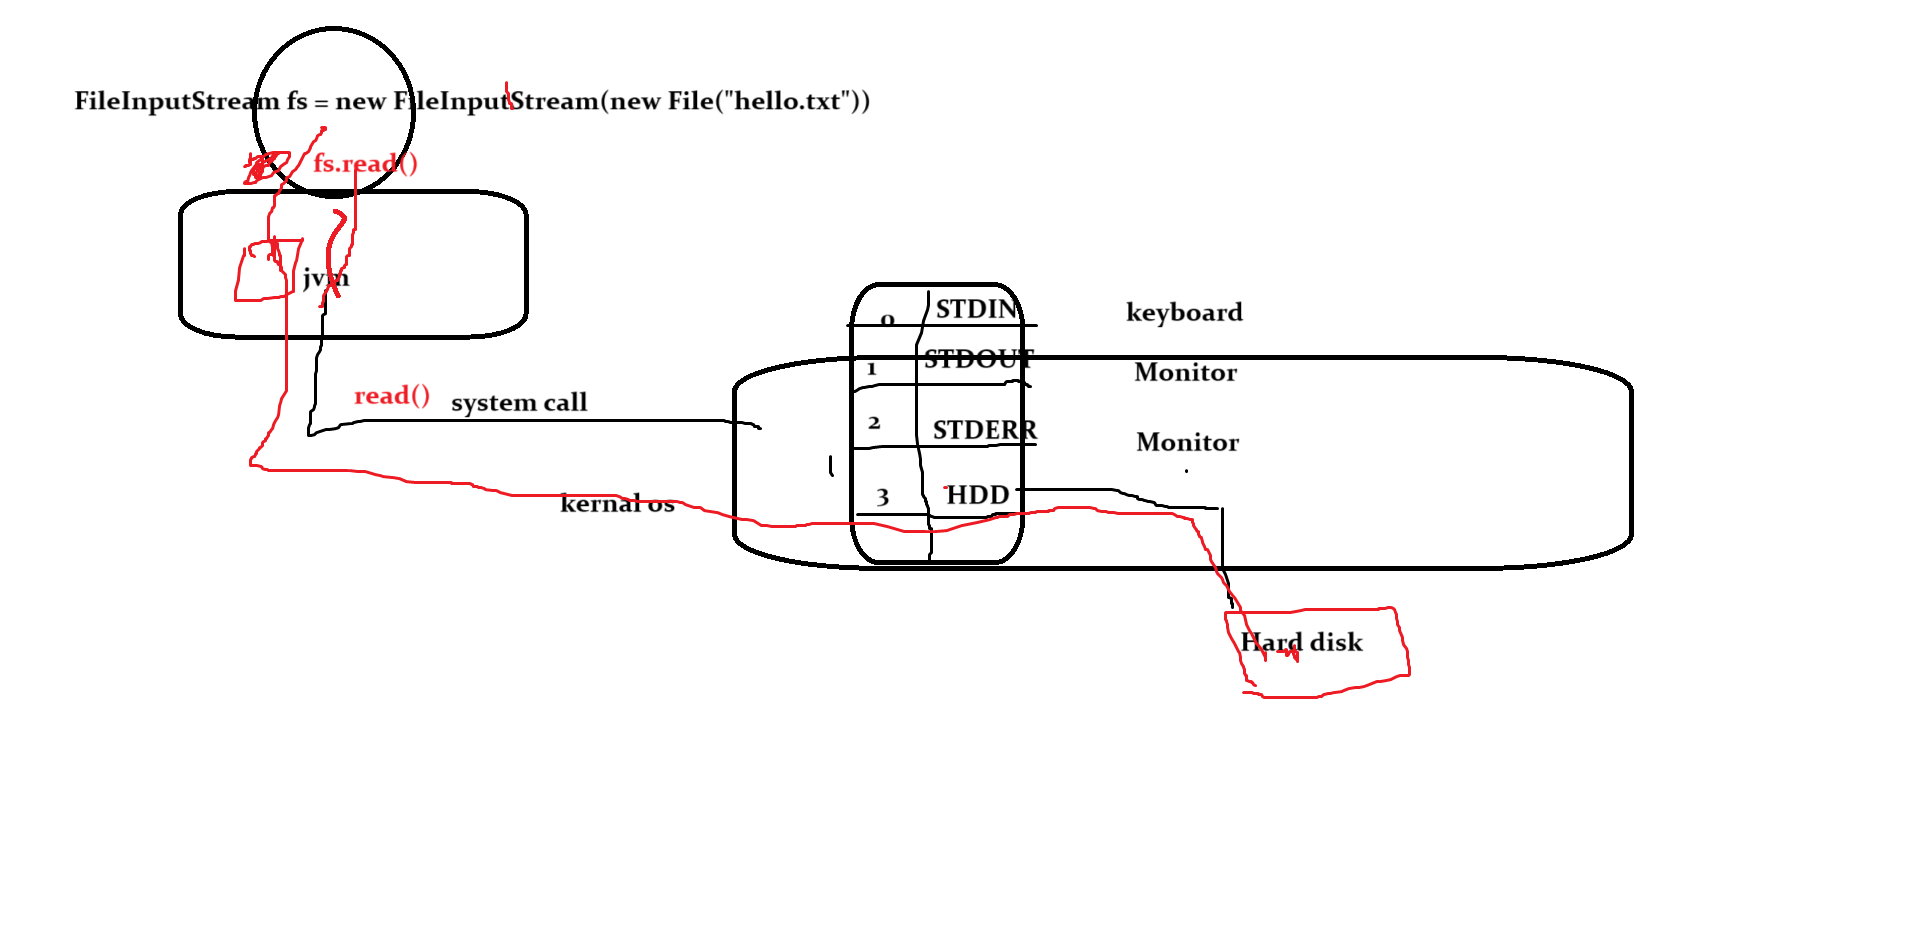 FileInputStream fs = new FileInputStream(new File("hello.txt"))
fs.read()
jvm
0 STDIN keyboard
1 STDOUT Monitor
read() system call
2 STDERR Monitor
3 HDD
kernal os
Hard disk